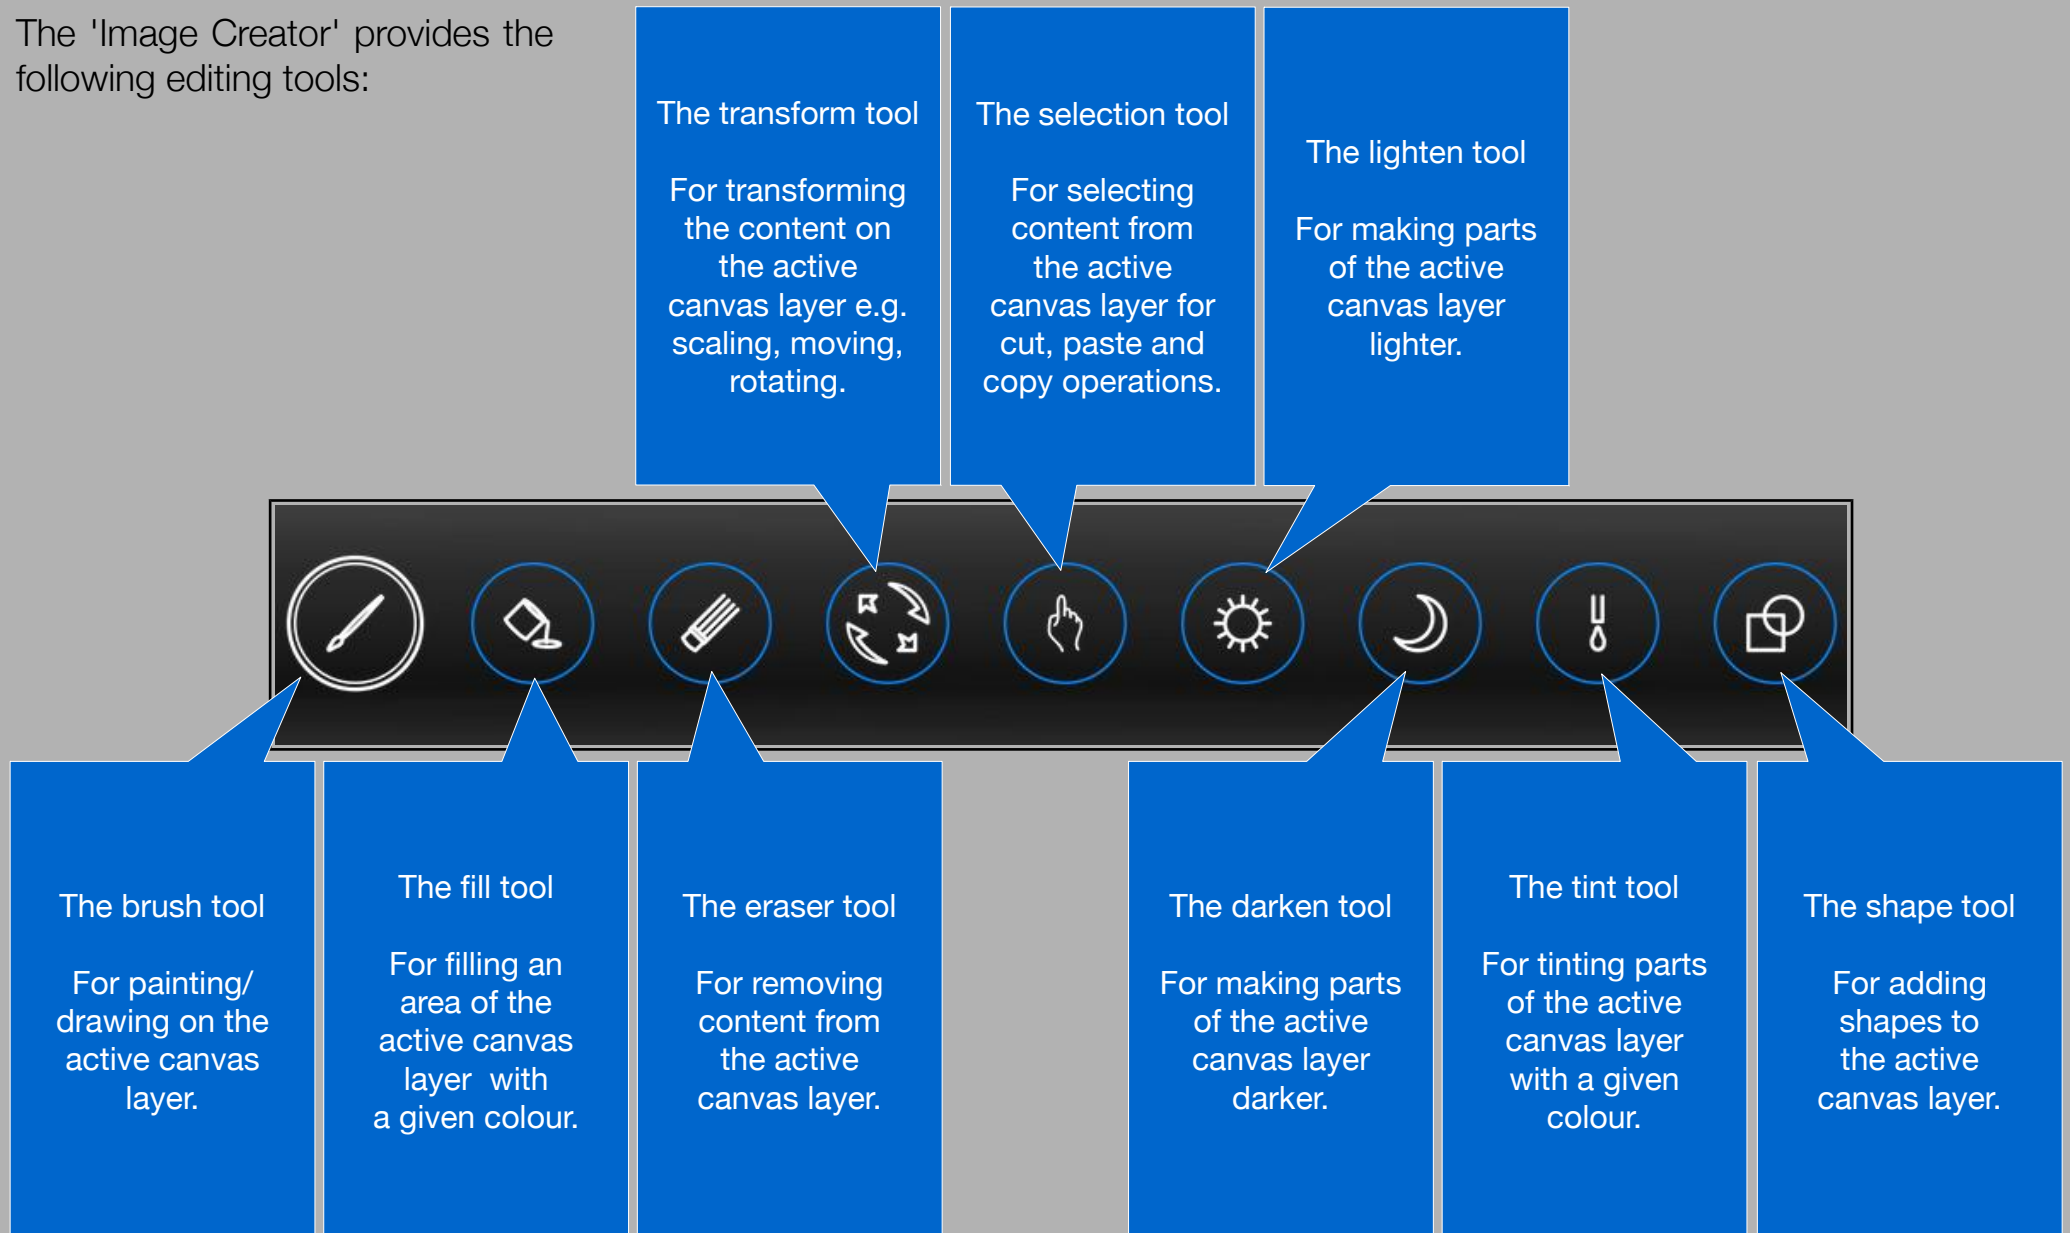 The 'Image Creator' provides the
following editing tools:
The transform tool
For transforming
the content on
the active
canvas layer e.g.
scaling, moving,
rotating.
The selection tool
For selecting
content from
the active
canvas layer for
cut, paste and
copy operations.
The lighten tool
For making parts
of the active
canvas layer
lighter.
The brush tool
For painting/
drawing on the
active canvas
layer.
The fill tool
For filling an
area of the
active canvas
layer  with
a given colour.
The eraser tool
For removing
content from
the active
canvas layer.
The darken tool
For making parts
of the active
canvas layer
darker.
The tint tool
For tinting parts
of the active
canvas layer
with a given
colour.
The shape tool
For adding
shapes to
the active
canvas layer.